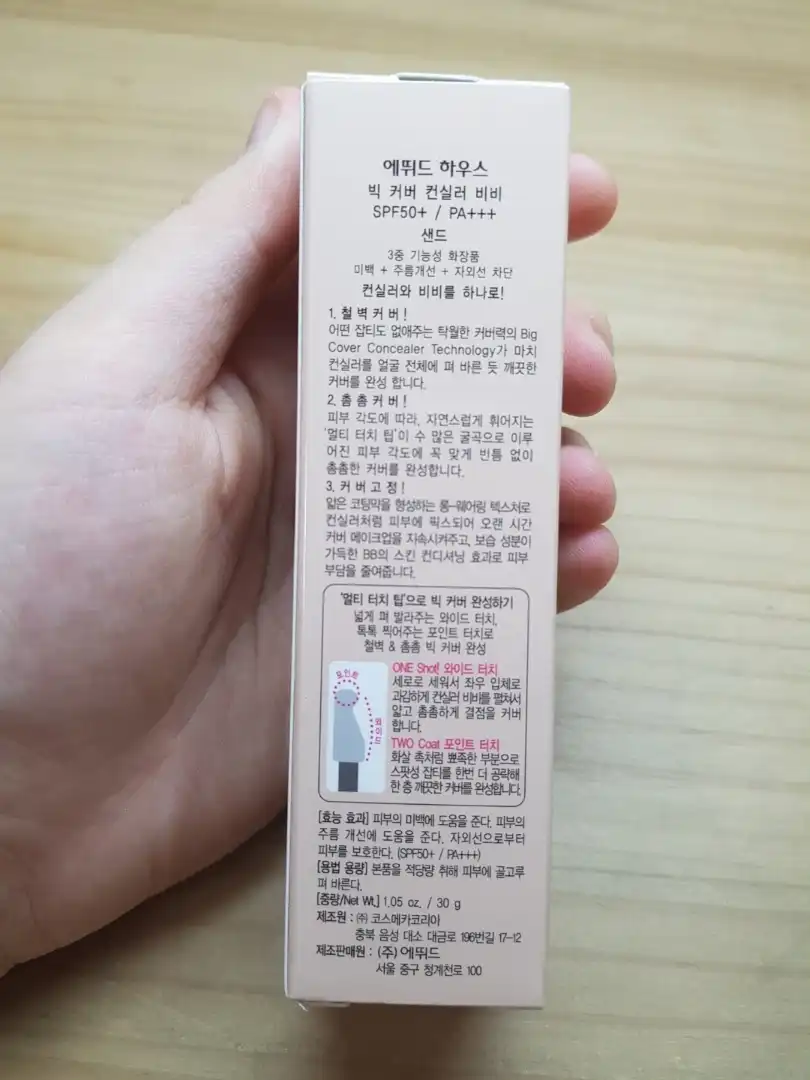 에뛰드 하우스
빅 커버 컨실러 비비
SPF50+ / PA+++
샌드
3중 기능성 화장품
미백 + 주름개선 + 자외선 차단
컨실러와 비비를 하나로!
1. 철벽커버!
어떤 잡티도 없애주는 탁월한 커버력의 Big
Cover Concealer Technology가 마치
컨실러를 얼굴 전체에 펴 바른 듯 깨끗한
커버를 완성 합니다.
2. 촘촘커버!
피부 각도에 따라, 자연스럽게 휘어지는
'멀티 터치 팁'이 수 많은 굴곡으로 이루
어진 피부 각도에 꼭 맞게 빈틈 없이
촘촘한 커버를 완성합니다.
3. 커버고정!
얇은 코팅막을 형성하는 롱-웨어링 텍스처로
컨실러처럼 피부에 픽스되어 오랜 시간
커버 메이크업을 지속시켜주고, 보습 성분이
가득한 BB의 스킨 컨디셔닝 효과로 피부
부담을 줄여줍니다.
'멀티 터치 팁'으로 빅 커버 완성하기
넓게 펴 발라주는 와이드 터치,
톡톡 찍어주는 포인트 터치로
철벽 & 촘촘 빅 커버 완성
포인트
와이드
ONE Shot! 와이드 터치
세로로 세워서 좌우 입체로
과감하게 컨실러 비비를 펼쳐서
얇고 촘촘하게 결점을 커버
합니다.
TWO Coat 포인트 터치
화살 촉처럼 뾰족한 부분으로
스팟성 잡티를 한번 더 공략해
한 층 깨끗한 커버를 완성합니다.
[효능 효과] 피부의 미백에 도움을 준다. 피부의
주름 개선에 도움을 준다. 자외선으로부터
피부를 보호한다. (SPF50+ / PA+++)
[용법 용량] 본품을 적당량 취해 피부에 골고루
펴 바른다.
[중량/Net Wt.] 1.05 oz. / 30 g
제조원 : ㈜ 코스메카코리아
충북 음성 대소 대금로 196번길 17-12
제조판매원 : (주)에뛰드
서울 중구 청계천로 100